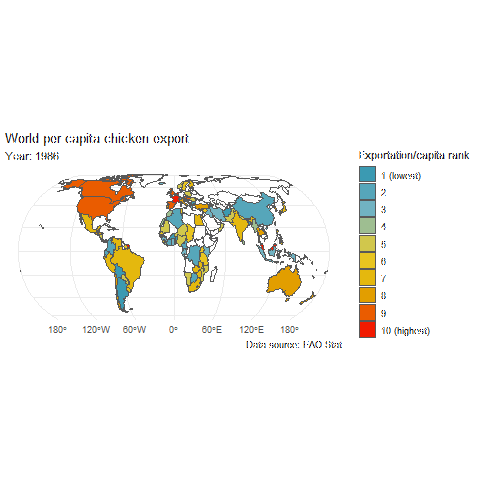 World per capita chicken export
Year: 1986
Exportation/capita rank
1 (lowest)
2
3
4
5
6
7
8
9
10 (highest)
180° 120°W 60°W 0° 60°E 120°E 180°
Data source: FAO Stat